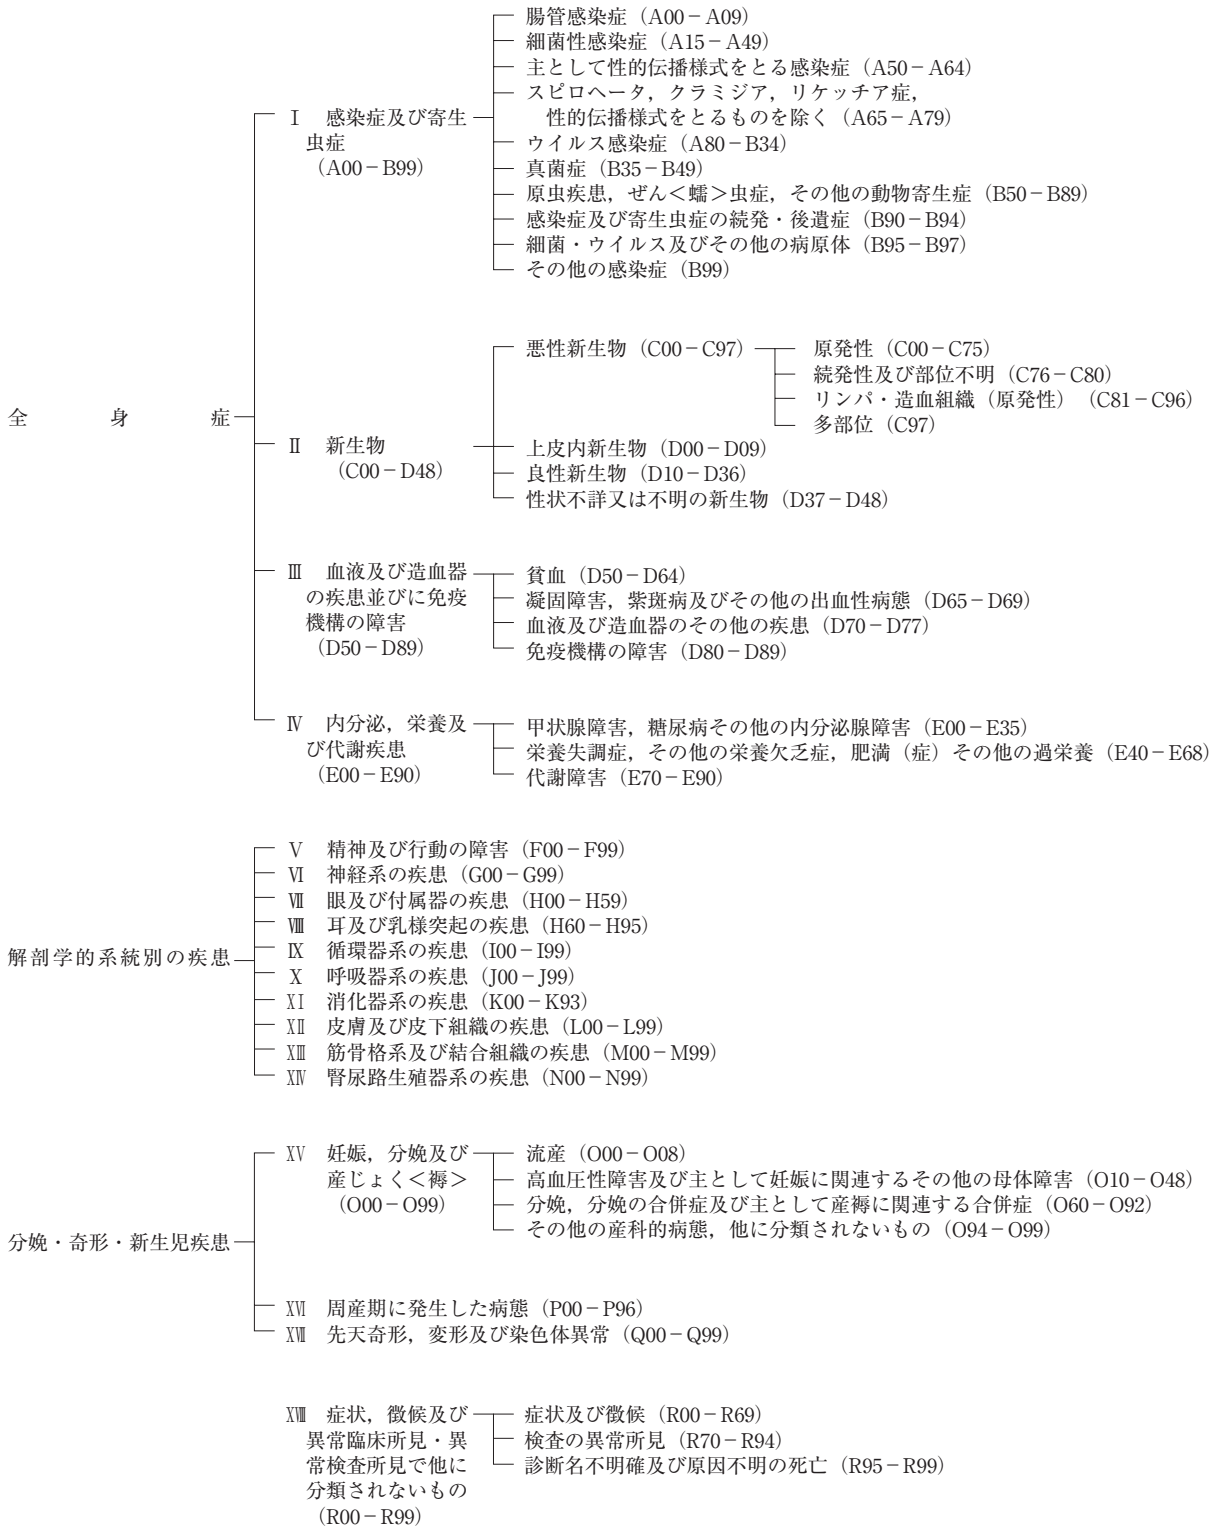 腸管感染症（A00－A09）
細菌性感染症（A15－A49）
主として性的伝播様式をとる感染症（A50－A64）
スピロヘータ，クラミジア，リケッチア症，
Ⅰ　感染症及び寄生
性的伝播様式をとるものを除く（A65－A79）
虫症
ウイルス感染症（A80－B34）
（A00－B99）
真菌症（B35－B49）
原虫疾患，ぜん＜蠕＞虫症，その他の動物寄生症（B50－B89）
感染症及び寄生虫症の続発・後遺症（B90－B94）
細菌・ウイルス及びその他の病原体（B95－B97）
その他の感染症（B99）
悪性新生物（C00－C97）
原発性（C00－C75）
続発性及び部位不明（C76－C80）
リンパ・造血組織（原発性）（C81－C96）
多部位（C97）
全身症
Ⅱ　新生物
（C00－D48）
上皮内新生物（D00－D09）
良性新生物（D10－D36）
性状不詳又は不明の新生物（D37－D48）
Ⅲ　血液及び造血器
の疾患並びに免疫
機構の障害
（D50－D89）
貧血（D50－D64）
凝固障害，紫斑病及びその他の出血性病態（D65－D69）
血液及び造血器のその他の疾患（D70－D77）
免疫機構の障害（D80－D89）
Ⅳ　内分泌，栄養及
び代謝疾患
（E00－E90）
甲状腺障害，糖尿病その他の内分泌腺障害（E00－E35）
栄養失調症，その他の栄養欠乏症，肥満（症）その他の過栄養（E40－E68）
代謝障害（E70－E90）
解剖学的系統別の疾患
Ⅴ　精神及び行動の障害（F00－F99）
Ⅵ　神経系の疾患（G00－G99）
Ⅶ　眼及び付属器の疾患（H00－H59）
Ⅷ　耳及び乳様突起の疾患（H60－H95）
Ⅸ　循環器系の疾患（I00－I99）
Ⅹ　呼吸器系の疾患（J00－J99）
ⅩⅠ　消化器系の疾患（K00－K93）
ⅩⅡ　皮膚及び皮下組織の疾患（L00－L99）
ⅩⅢ　筋骨格系及び結合組織の疾患（M00－M99）
ⅩⅣ　腎尿路生殖器系の疾患（N00－N99）
分娩・奇形・新生児疾患
ⅩⅤ　妊娠，分娩及び
産じょく＜褥＞
（O00－O99）
流産（O00－O08）
高血圧性障害及び主として妊娠に関連するその他の母体障害（O10－O48）
分娩，分娩の合併症及び主として産褥に関連する合併症（O60－O92）
その他の産科的病態，他に分類されないもの（O94－O99）
ⅩⅥ　周産期に発生した病態（P00－P96）
ⅩⅦ　先天奇形，変形及び染色体異常（Q00－Q99）
ⅩⅧ　症状，徴候及び
異常臨床所見・異
常検査所見で他に
分類されないもの
（R00－R99）
症状及び徴候（R00－R69）
検査の異常所見（R70－R94）
診断名不明確及び原因不明の死亡（R95－R99）